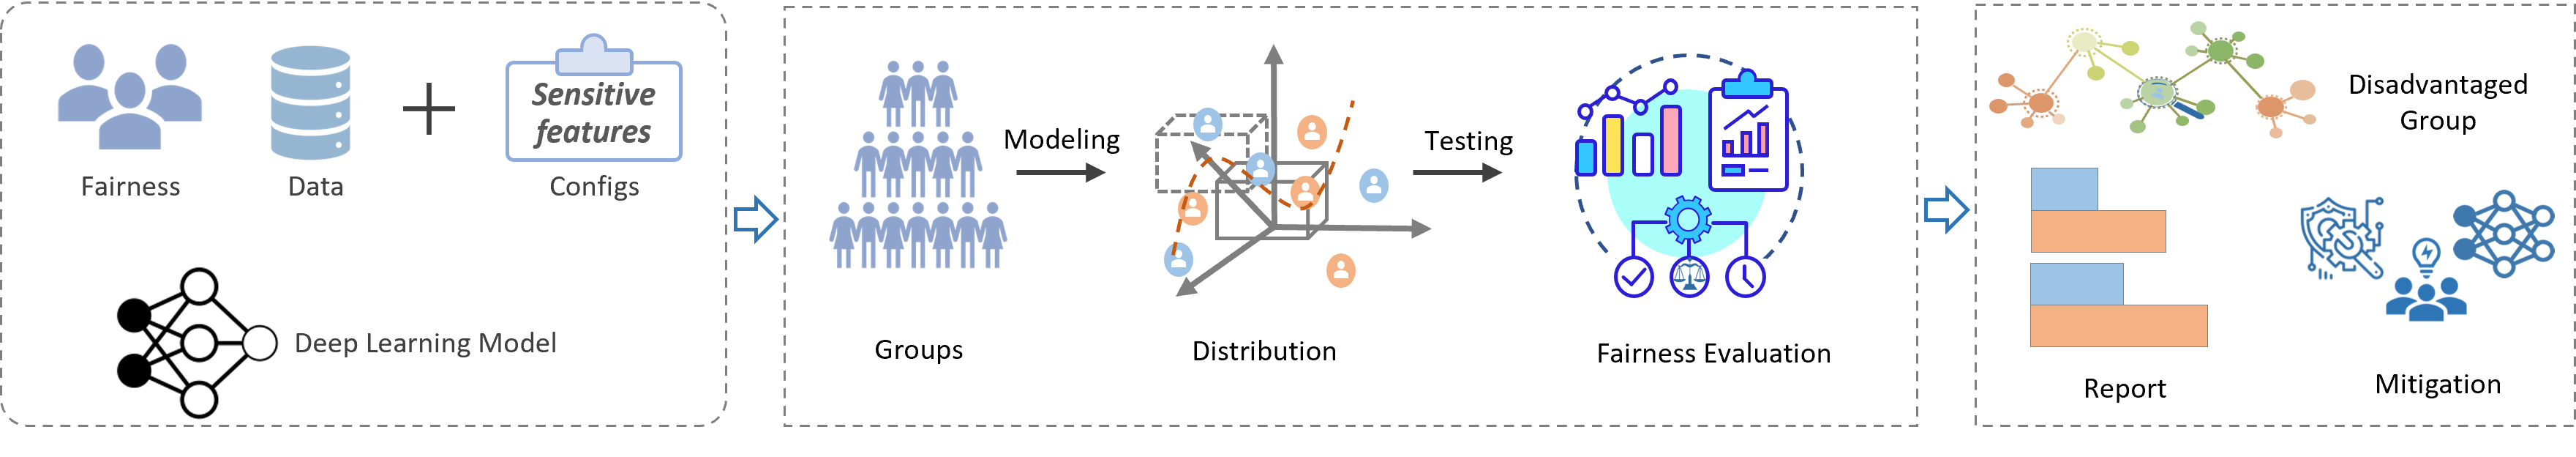 Sensitive
features
Fairness
Data
Configs
Deep Learning Model
Modeling
Testing
Groups
Distribution
Fairness Evaluation
Disadvantaged
Group
Report
Mitigation